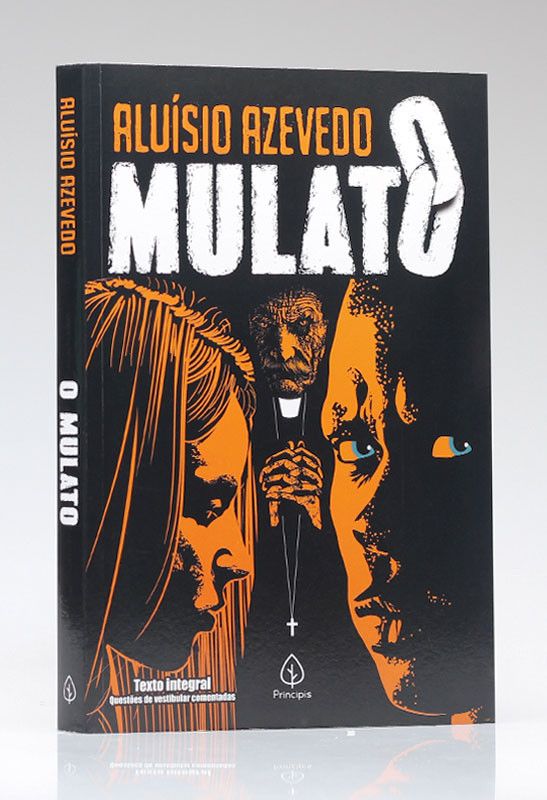 ALUÍSIO AZEVEDO
O MULATO
ALUÍSIO AZEVEDO
O
MULATO
Texto integral
Questões de vestibular comentadas
Principis